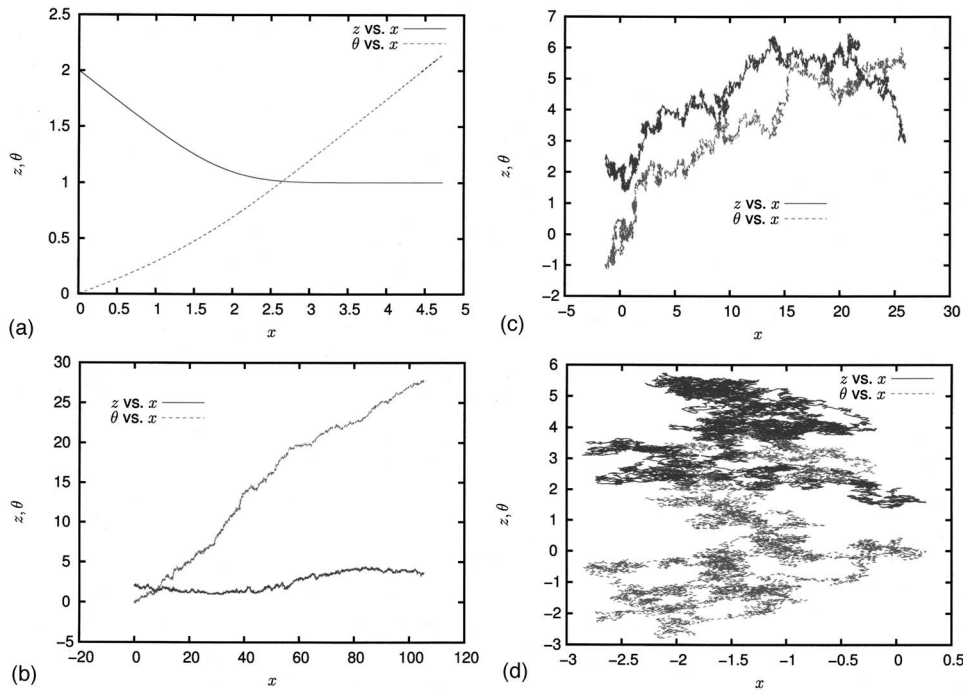 2.5
2
1.5
1
0.5
0
z, θ
z vs. x
θ vs. x
0 0.5 1 1.5 2 2.5 3 3.5 4 4.5 5
x
(a)
30
25
20
15
10
5
0
−5
z, θ
z vs. x
θ vs. x
−20 0 20 40 60 80 100 120
x
(b)
7
6
5
4
3
2
1
0
−1
−2
z, θ
z vs. x
θ vs. x
−5 0 5 10 15 20 25 30
x
(c)
6
5
4
3
2
1
0
−1
−2
−3
z, θ
z vs. x
θ vs. x
−3 −2.5 −2 −1.5 −1 −0.5 0 0.5
x
(d)